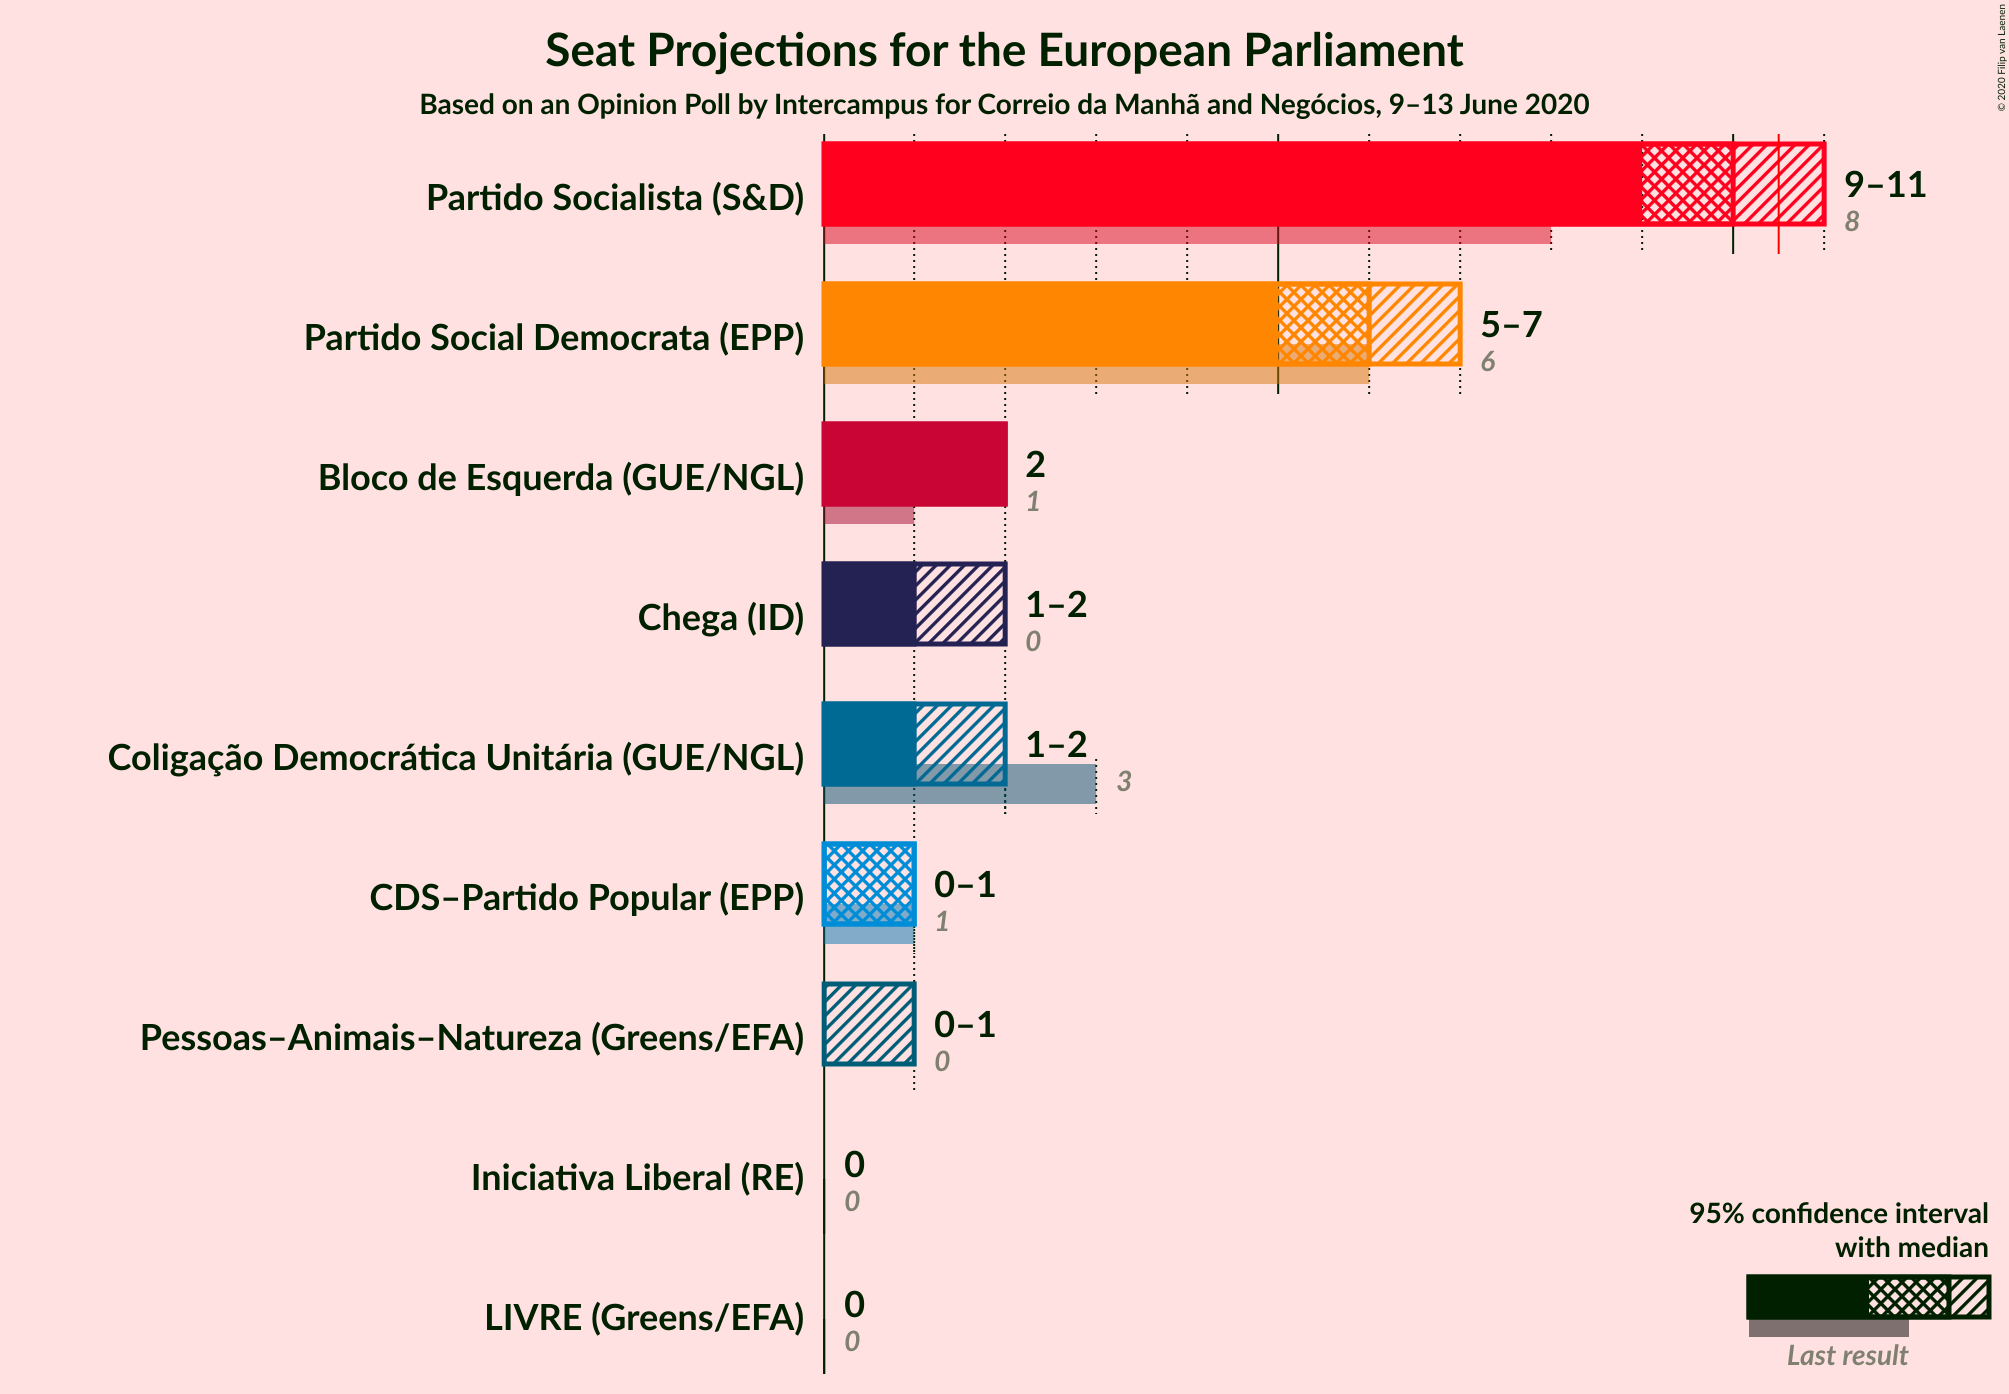 Seat Projections for the European Parliament
Based on an Opinion Poll by Intercampus for Correio da Manhã and Negócios, 9–13 June 2020
© 2020 Filip van Laenen
Partido Socialista (S&D)
9–11
8
Partido Social Democrata (EPP)
5–7
6
Bloco de Esquerda (GUE/NGL)
2
1
Chega (ID)
1–2
0
Coligação Democrática Unitária (GUE/NGL)
1–2
3
CDS–Partido Popular (EPP)
0–1
1
Pessoas–Animais–Natureza (Greens/EFA)
0–1
0
Iniciativa Liberal (RE)
0
0
LIVRE (Greens/EFA)
0
0
95% confidence interval
with median
Last result